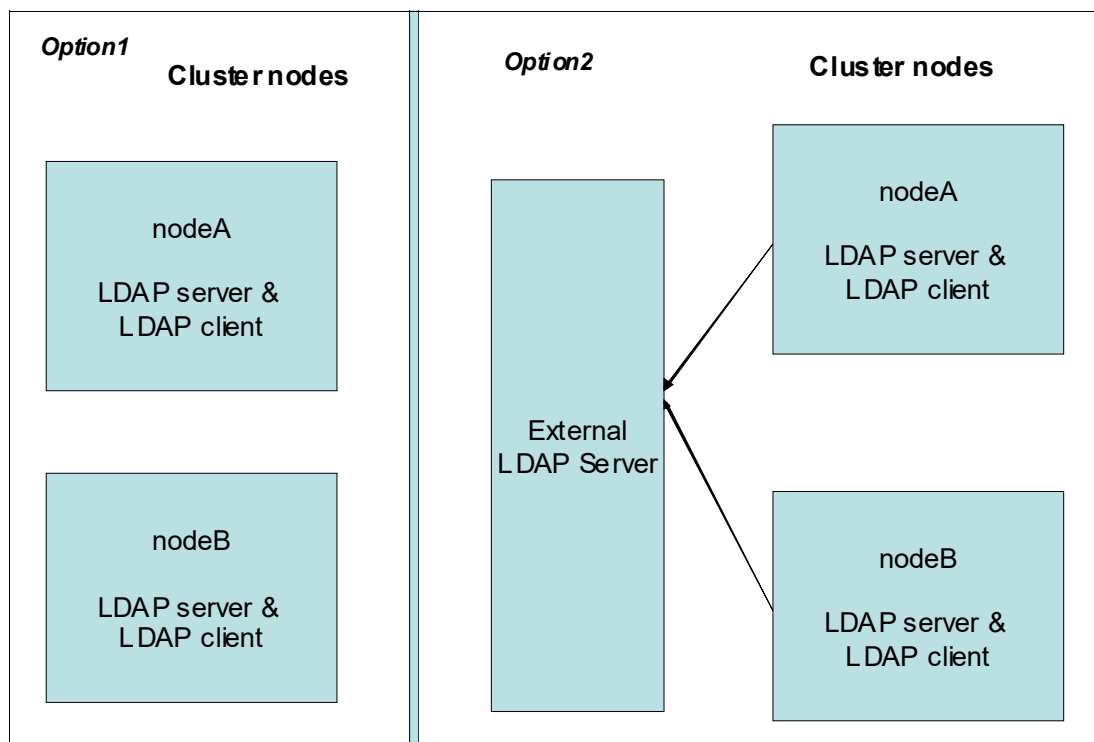 Option1
Cluster nodes
nodeA
LDAP server &
LDAP client
nodeB
LDAP server &
LDAP client
Option2
Cluster nodes
External
LDAP Server
nodeA
LDAP server &
LDAP client
nodeB
LDAP server &
LDAP client